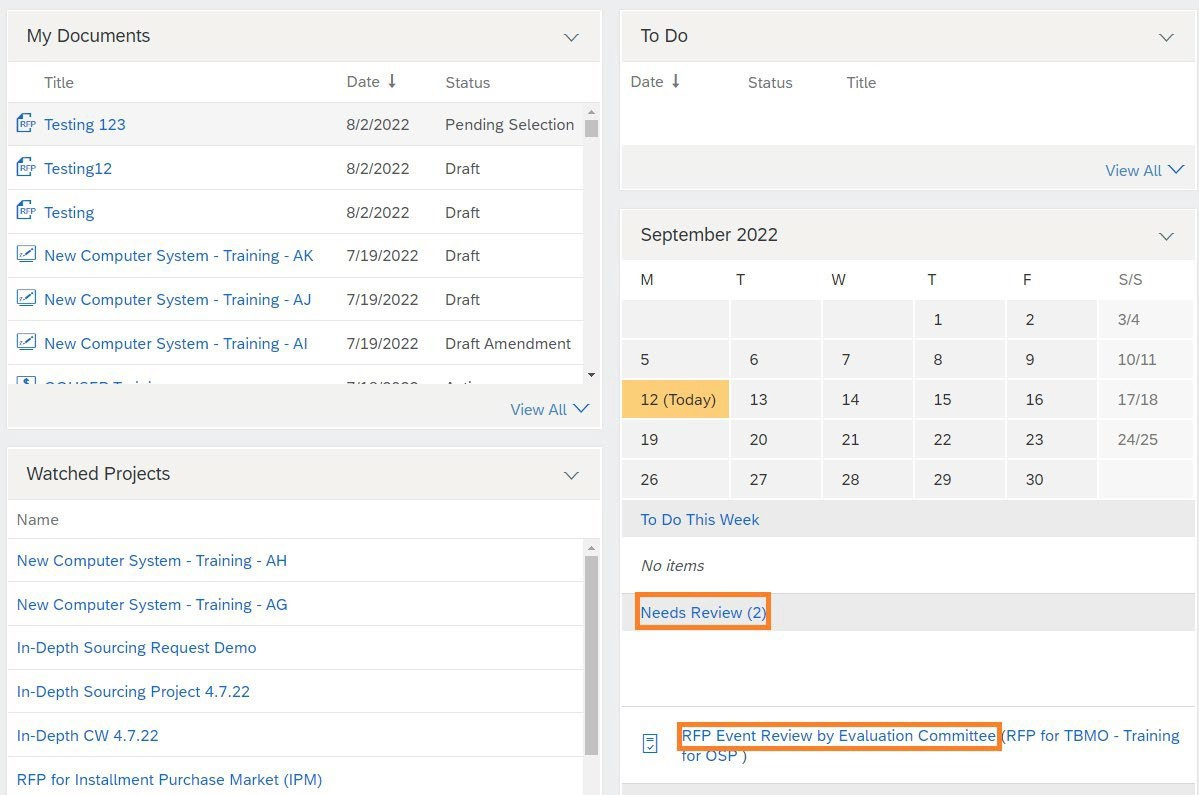 My Documents
Title Date ↓ Status
RFP Testing 123 8/2/2022 Pending Selection
RFP Testing12 8/2/2022 Draft
RFP Testing 8/2/2022 Draft
New Computer System - Training - AK 7/19/2022 Draft
New Computer System - Training - AJ 7/19/2022 Draft
New Computer System - Training - AI 7/19/2022 Draft Amendment
View All
Watched Projects
Name
New Computer System - Training - AH
New Computer System - Training - AG
In-Depth Sourcing Request Demo
In-Depth Sourcing Project 4.7.22
In-Depth CW 4.7.22
RFP for Installment Purchase Market (IPM)
To Do
Date ↓ Status Title
View All
September 2022
M T W T F S/S
1 2 3/4
5 6 7 8 9 10/11
12 (Today) 13 14 15 16 17/18
19 20 21 22 23 24/25
26 27 28 29 30
To Do This Week
No items
Needs Review (2)
RFP Event Review by Evaluation Committee (RFP for TBMO - Training
for OSP )